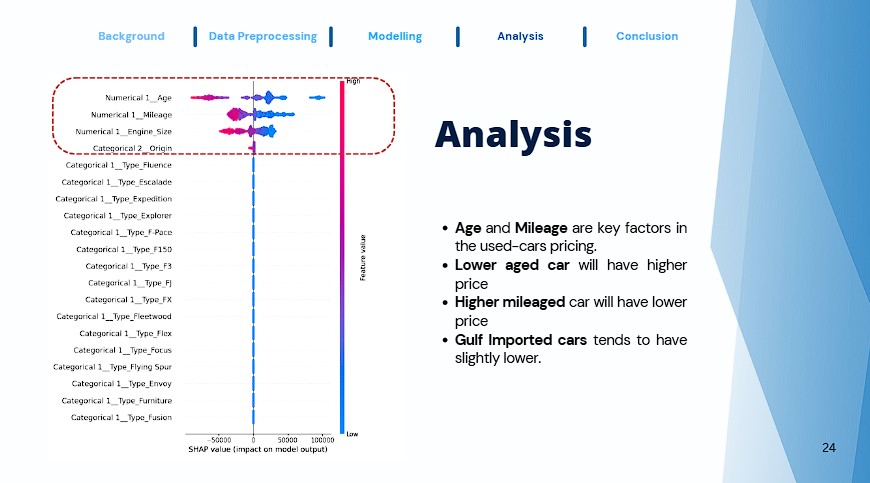 Background
Data Preprocessing
Modelling
Analysis
Conclusion
High
Numerical 1__Age
Numerical 1__Mileage
Numerical 1__Engine_Size
Categorical 2__Origin
Categorical 1__Type_Fluence
Categorical 1__Type_Escalade
Categorical 1__Type_Expedition
Categorical 1__Type_Explorer
Categorical 1__Type_F-Pace
Categorical 1__Type_F150
Categorical 1__Type_F3
Categorical 1__Type_FJ
Categorical 1__Type_FX
Categorical 1__Type_Fleetwood
Categorical 1__Type_Flex
Categorical 1__Type_Focus
Categorical 1__Type_Flying Spur
Categorical 1__Type_Envoy
Categorical 1__Type_Furniture
Categorical 1__Type_Fusion
Feature value
Low
−50000 0 50000 100000
SHAP value (impact on model output)
Analysis
• Age and Mileage are key factors in
the used-cars pricing.
• Lower aged car will have higher
price
• Higher mileaged car will have lower
price
• Gulf Imported cars tends to have
slightly lower.
24